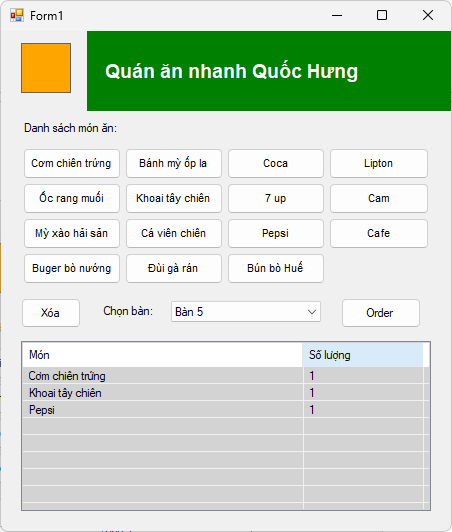 Form1
Quán ăn nhanh Quốc Hưng
Danh sách món ăn:
Cơm chiên trứng Bánh mỳ ốp la Coca Lipton
Ốc rang muối Khoai tây chiên 7 up Cam
Mỳ xào hải sản Cá viên chiên Pepsi Cafe
Buger bò nướng Đùi gà rán Bún bò Huế
Xóa Chọn bàn: Bàn 5 Order
Món Số lượng
Cơm chiên trứng 1
Khoai tây chiên 1
Pepsi 1